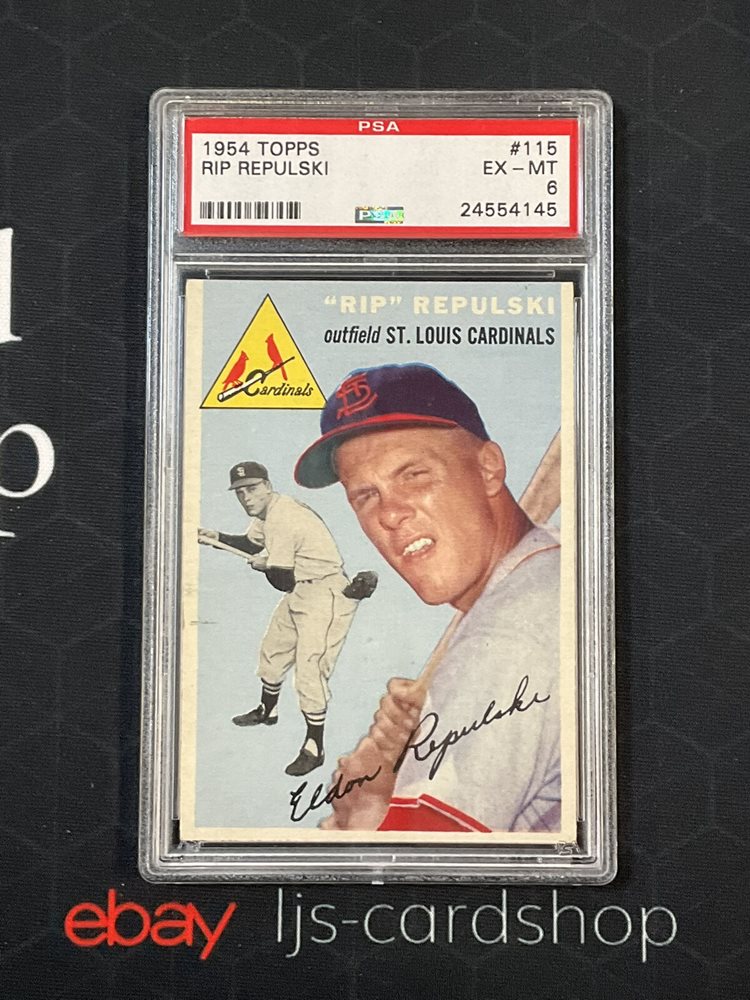 PSA
1954 TOPPS #115
RIP REPULSKI EX - MT
6
24554145
"RIP" REPULSKI
outfield ST. LOUIS CARDINALS
Cardinals
Eldon Repulski
ebay ljs-cardshop